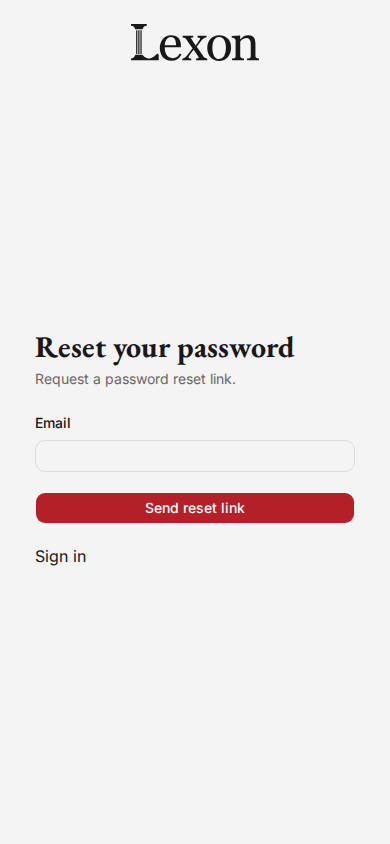 Lexon
Reset your password
Request a password reset link.
Email
Send reset link
Sign in